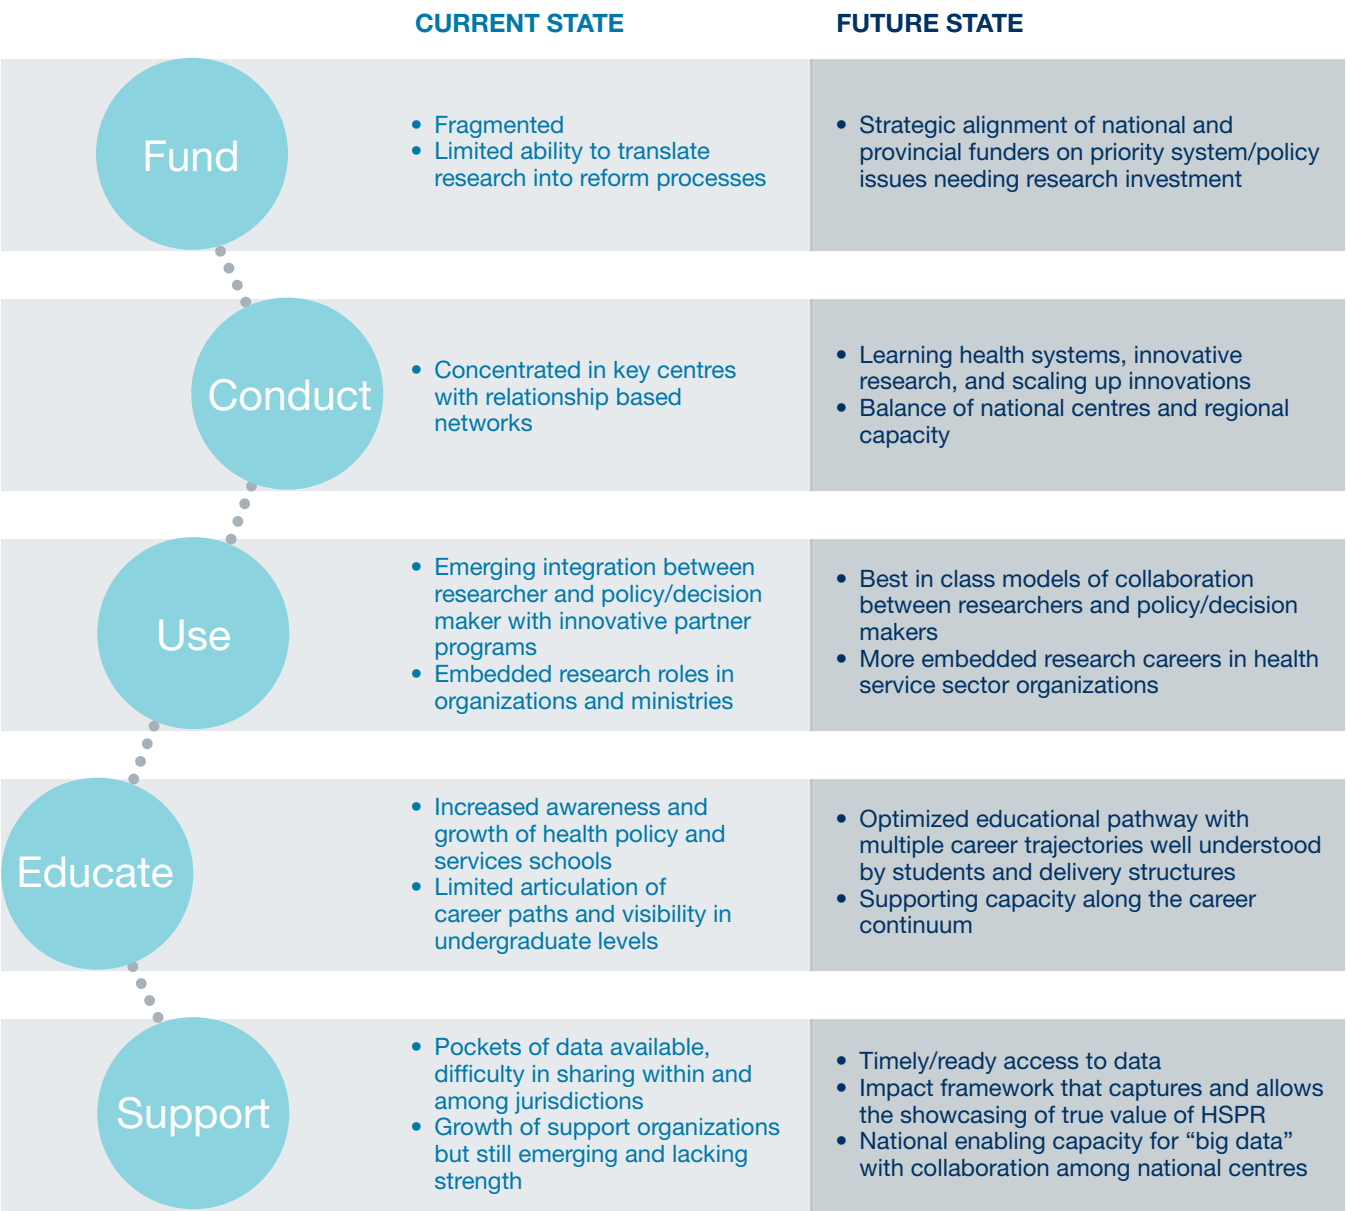 CURRENT STATE
FUTURE STATE
Fund
• Fragmented
• Limited ability to translate
research into reform processes
• Strategic alignment of national and
provincial funders on priority system/policy
issues needing research investment
Conduct
• Concentrated in key centres
with relationship based
networks
• Learning health systems, innovative
research, and scaling up innovations
• Balance of national centres and regional
capacity
Use
• Emerging integration between
researcher and policy/decision
maker with innovative partner
programs
• Embedded research roles in
organizations and ministries
• Best in class models of collaboration
between researchers and policy/decision
makers
• More embedded research careers in health
service sector organizations
Educate
• Increased awareness and
growth of health policy and
services schools
• Limited articulation of
career paths and visibility in
undergraduate levels
• Optimized educational pathway with
multiple career trajectories well understood
by students and delivery structures
• Supporting capacity along the career
continuum
Support
• Pockets of data available,
difficulty in sharing within and
among jurisdictions
• Growth of support organizations
but still emerging and lacking
strength
• Timely/ready access to data
• Impact framework that captures and allows
the showcasing of true value of HSPR
• National enabling capacity for “big data”
with collaboration among national centres